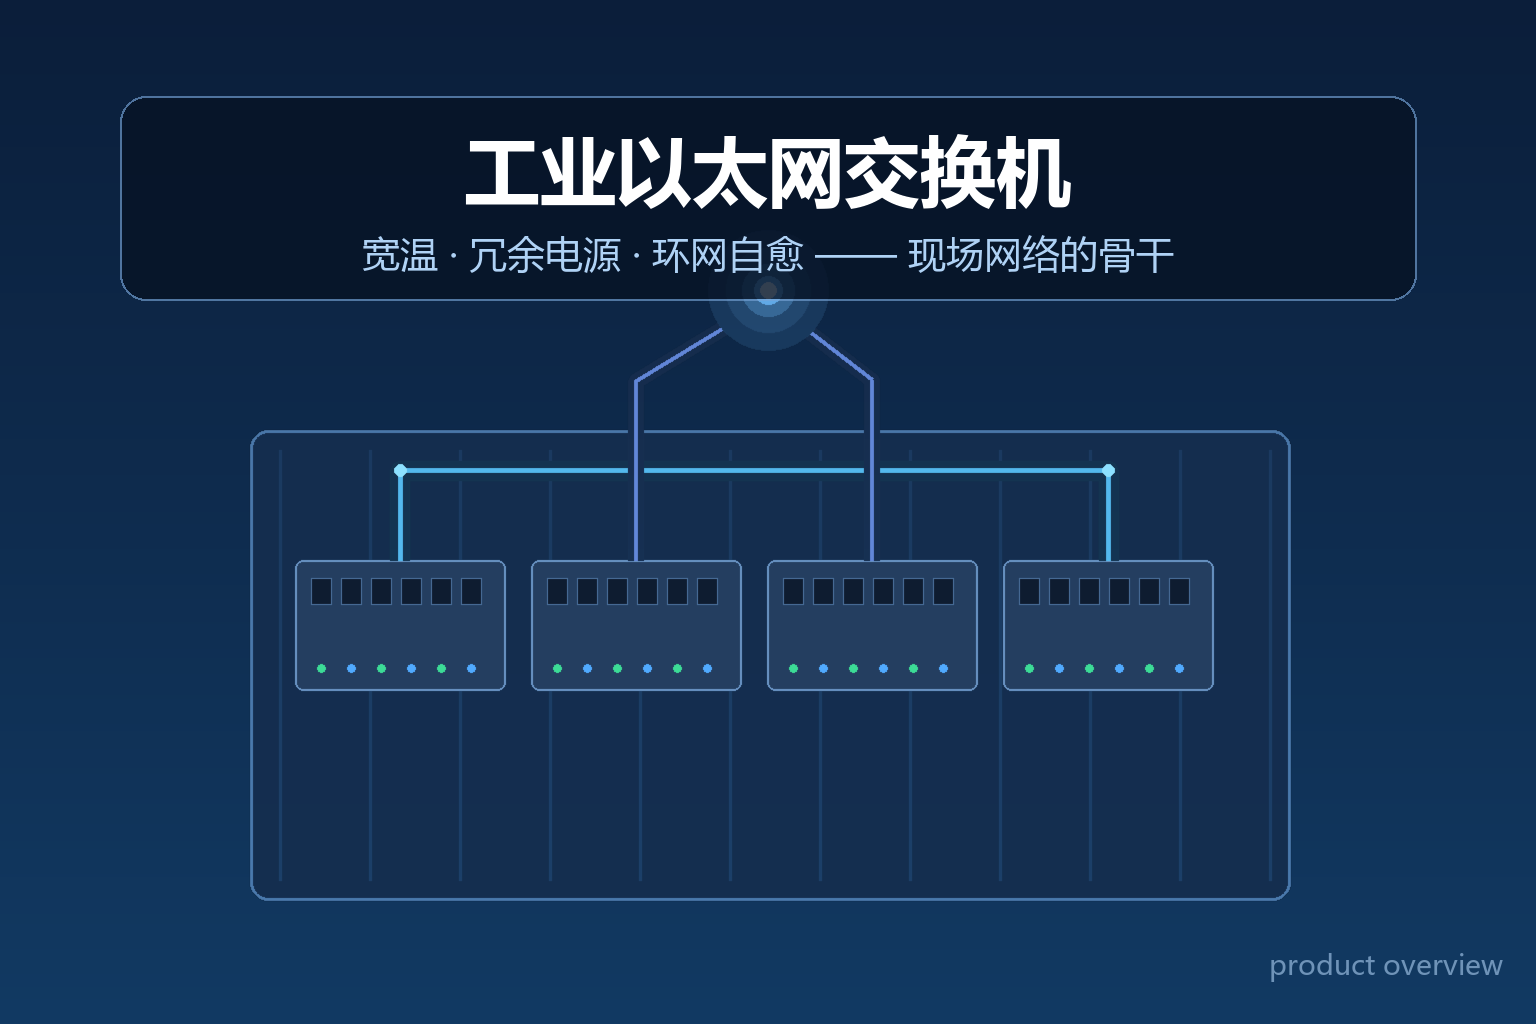 工业以太网交换机
宽温 · 冗余电源 · 环网自愈 —— 现场网络的骨干
product overview